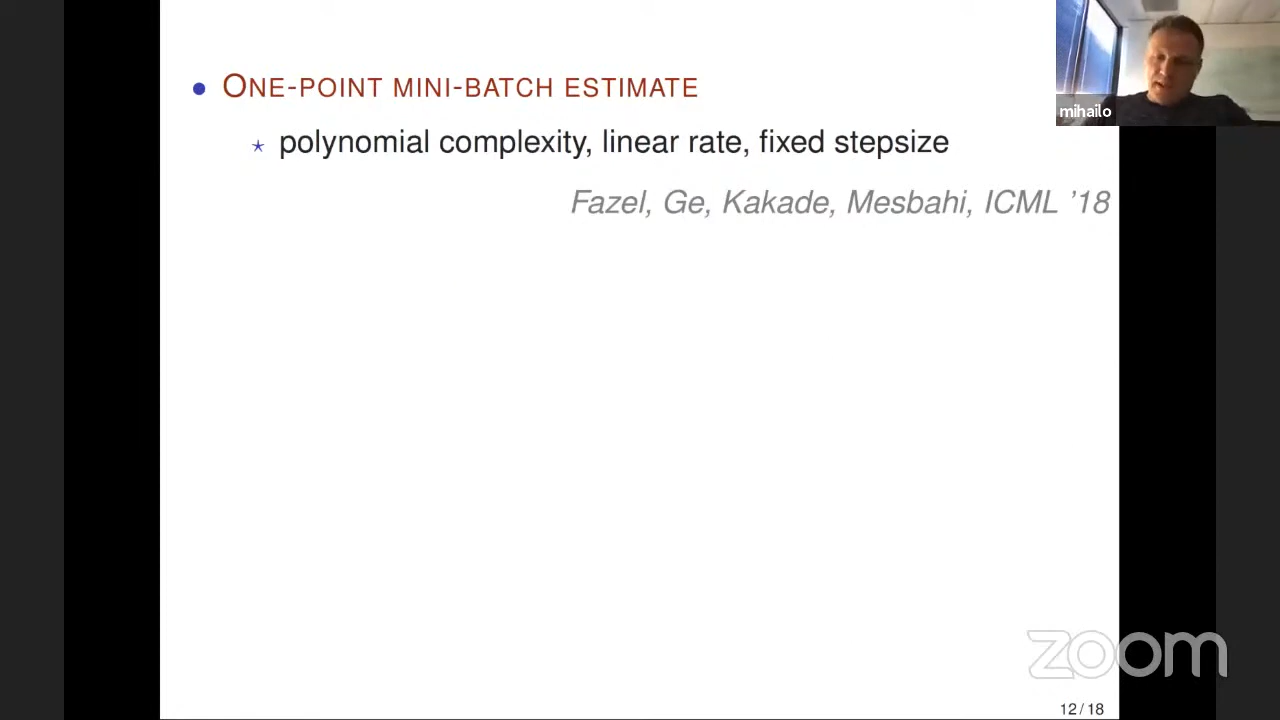 • ONE-POINT MINI-BATCH ESTIMATE
mihailo
⋆ polynomial complexity, linear rate, fixed stepsize
Fazel, Ge, Kakade, Mesbahi, ICML '18
zoom
12 / 18